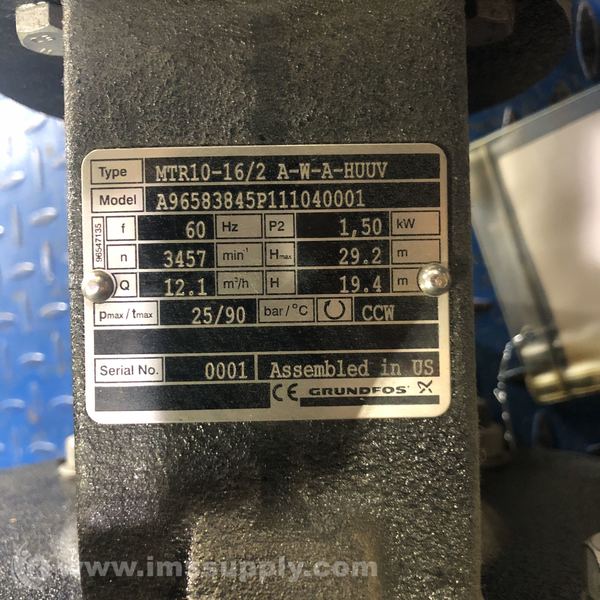 Type MTR10-16/2 A-W-A-HUUV
Model A96583845P111040001
96547135
f 60 Hz P2 1,50 kW
n 3457 min⁻¹ Hmax 29.2 m
Q 12.1 m³/h H 19.4 m
pmax/tmax 25/90 bar/°C CCW
Serial No. 0001 Assembled in US
CE GRUNDFOS
www.imssupply.com